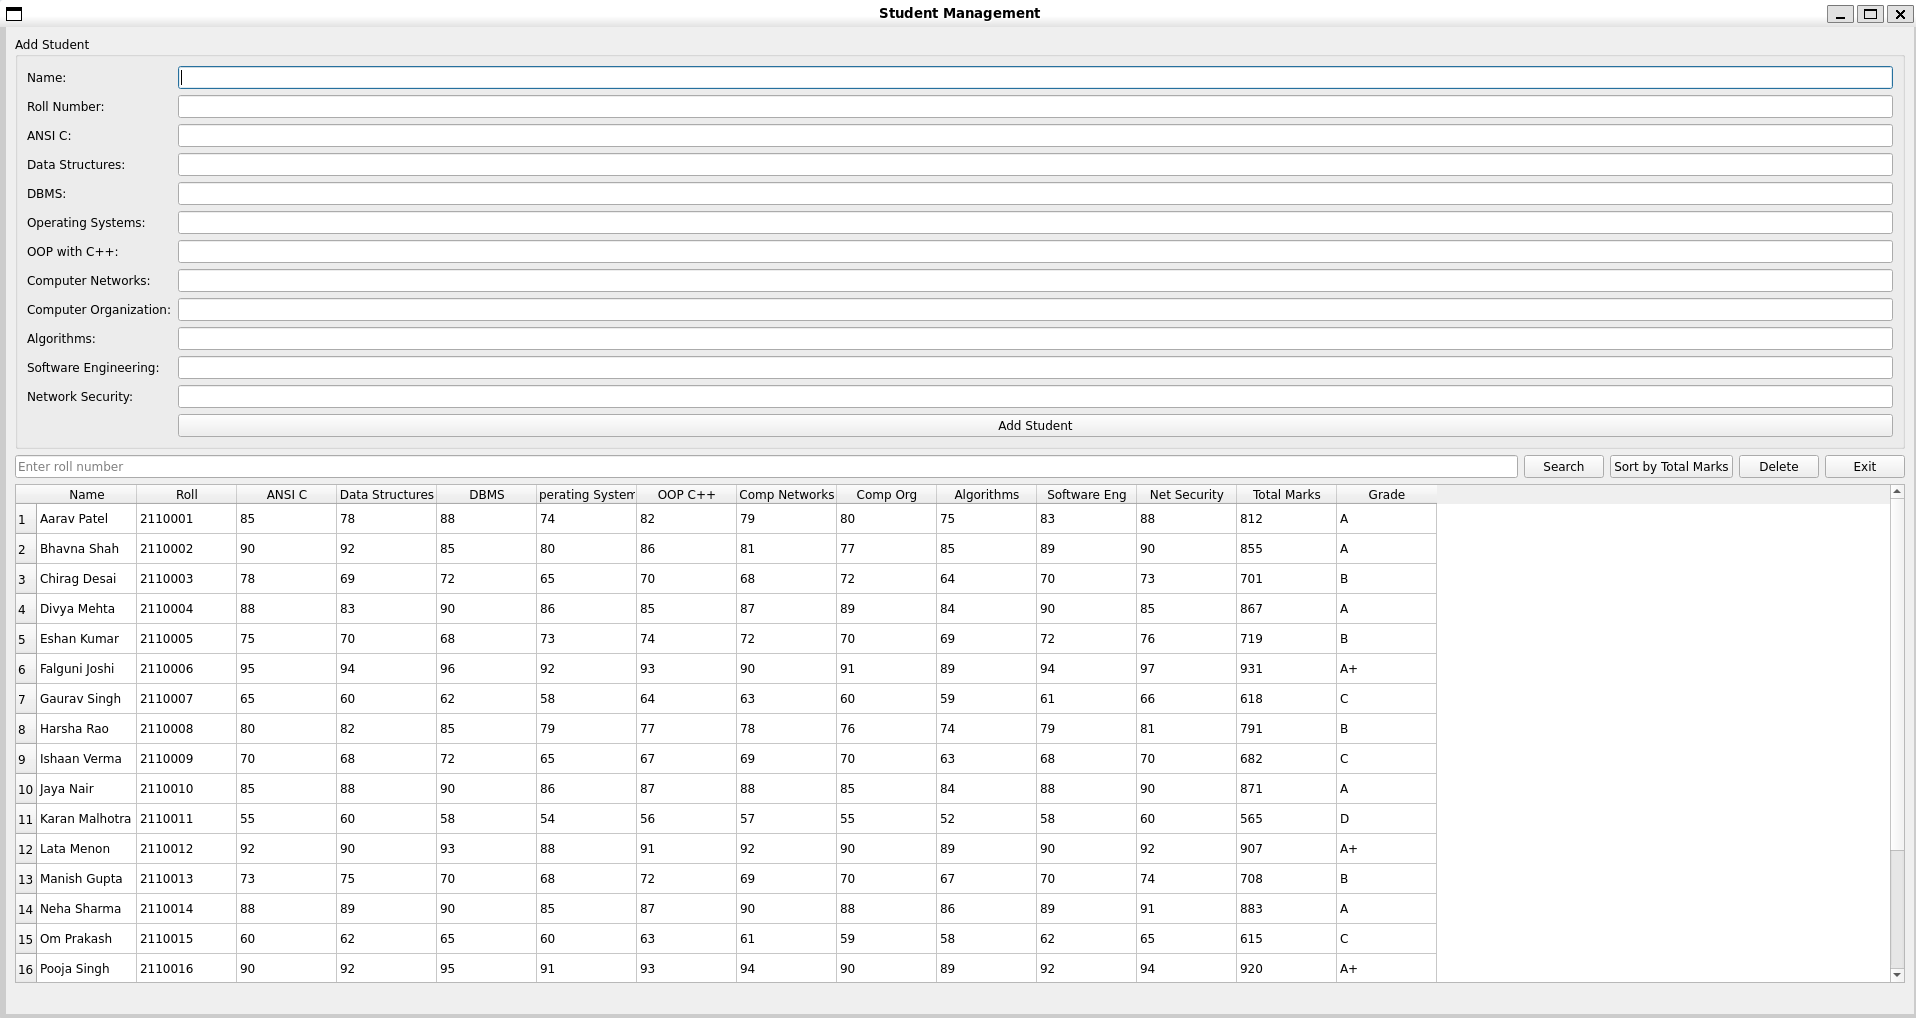 Student Management
Add Student
Name:
Roll Number:
ANSI C:
Data Structures:
DBMS:
Operating Systems:
OOP with C++:
Computer Networks:
Computer Organization:
Algorithms:
Software Engineering:
Network Security:
Add Student
Enter roll number Search Sort by Total Marks Delete Exit
Name Roll ANSI C Data Structures DBMS perating System OOP C++ Comp Networks Comp Org Algorithms Software Eng Net Security Total Marks Grade
1 Aarav Patel 2110001 85 78 88 74 82 79 80 75 83 88 812 A
2 Bhavna Shah 2110002 90 92 85 80 86 81 77 85 89 90 855 A
3 Chirag Desai 2110003 78 69 72 65 70 68 72 64 70 73 701 B
4 Divya Mehta 2110004 88 83 90 86 85 87 89 84 90 85 867 A
5 Eshan Kumar 2110005 75 70 68 73 74 72 70 69 72 76 719 B
6 Falguni Joshi 2110006 95 94 96 92 93 90 91 89 94 97 931 A+
7 Gaurav Singh 2110007 65 60 62 58 64 63 60 59 61 66 618 C
8 Harsha Rao 2110008 80 82 85 79 77 78 76 74 79 81 791 B
9 Ishaan Verma 2110009 70 68 72 65 67 69 70 63 68 70 682 C
10 Jaya Nair 2110010 85 88 90 86 87 88 85 84 88 90 871 A
11 Karan Malhotra 2110011 55 60 58 54 56 57 55 52 58 60 565 D
12 Lata Menon 2110012 92 90 93 88 91 92 90 89 90 92 907 A+
13 Manish Gupta 2110013 73 75 70 68 72 69 70 67 70 74 708 B
14 Neha Sharma 2110014 88 89 90 85 87 90 88 86 89 91 883 A
15 Om Prakash 2110015 60 62 65 60 63 61 59 58 62 65 615 C
16 Pooja Singh 2110016 90 92 95 91 93 94 90 89 92 94 920 A+